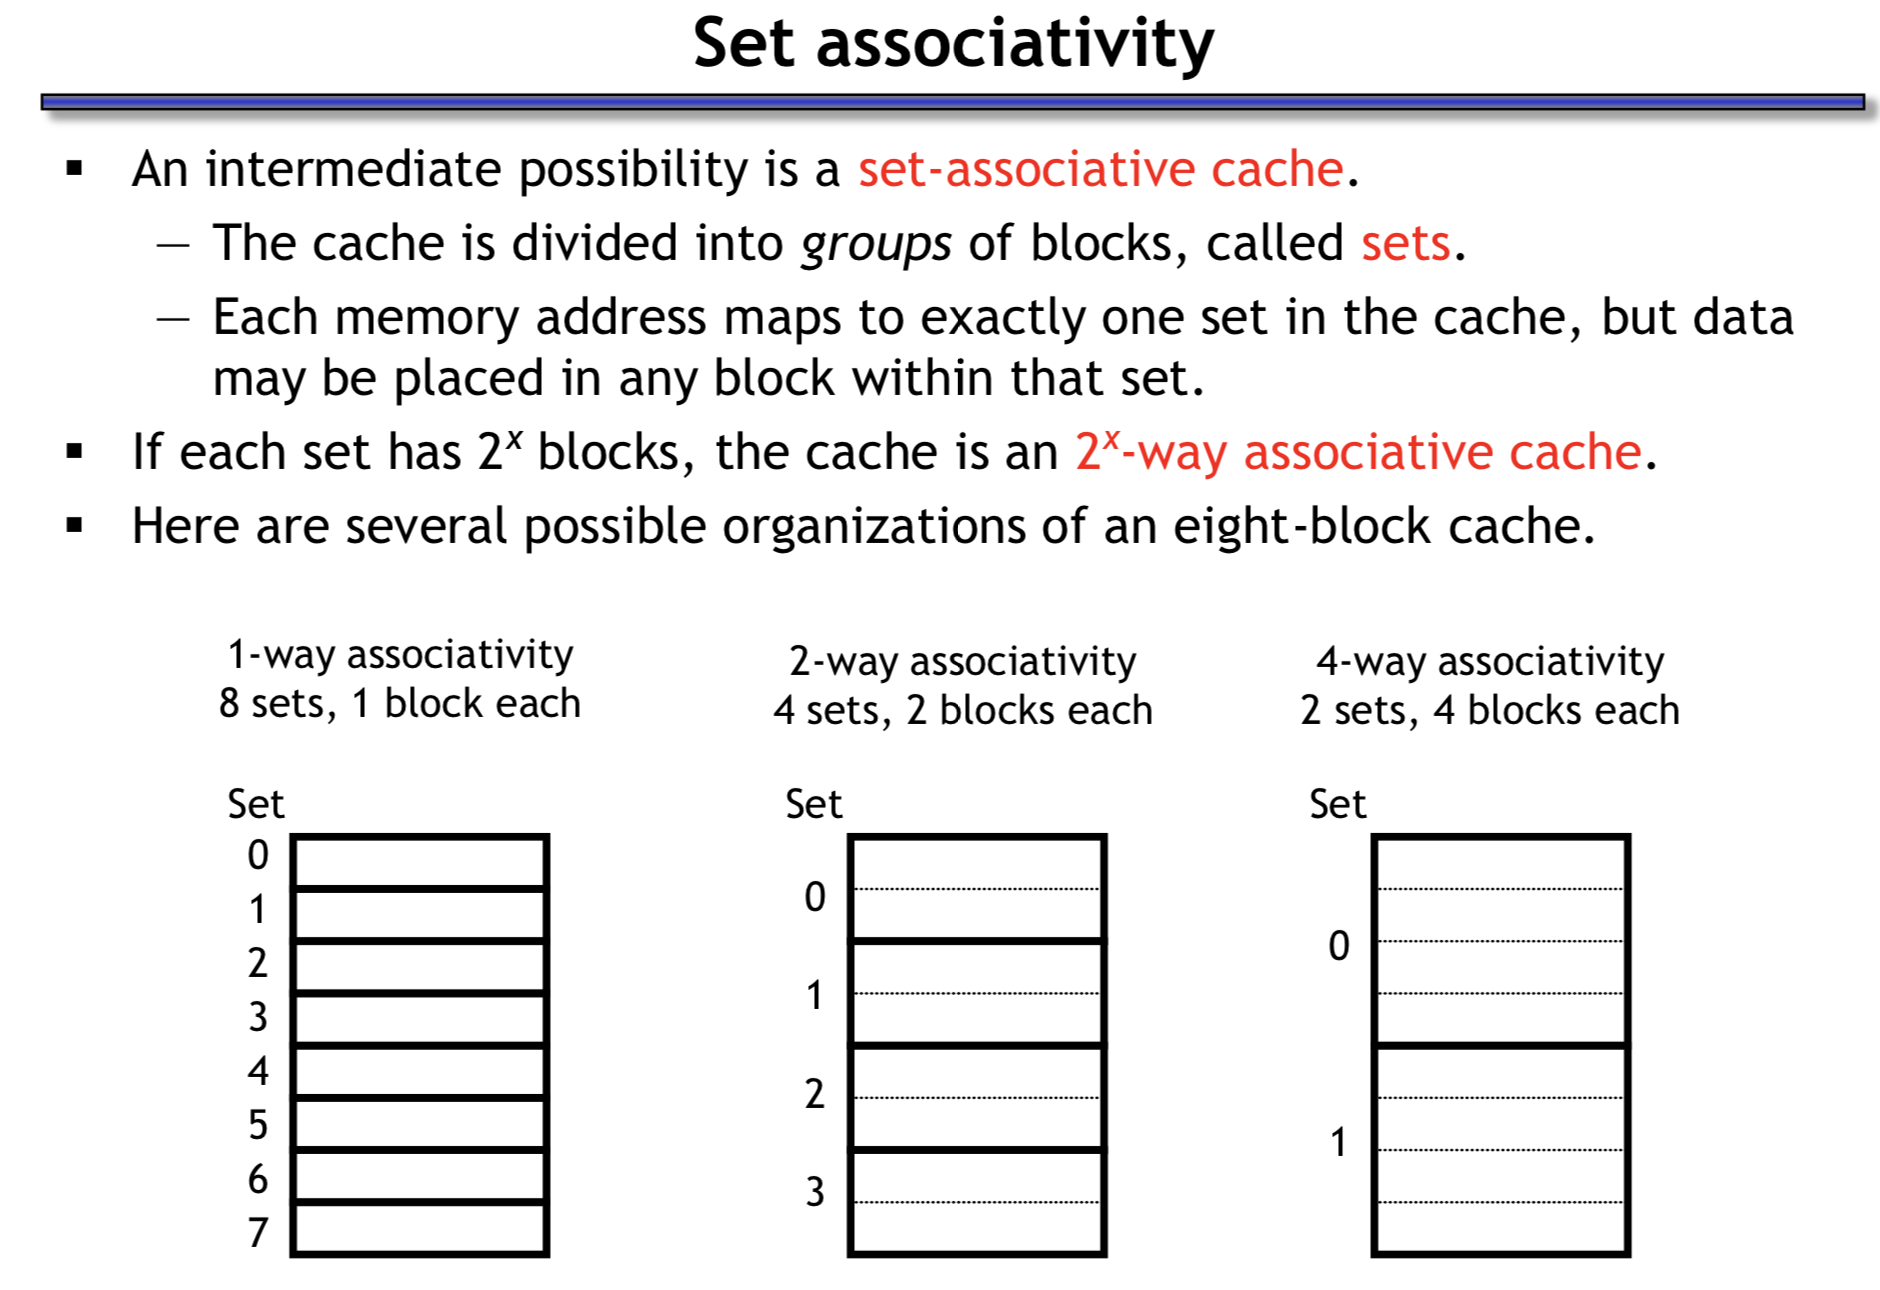 Set associativity
▪ An intermediate possibility is a set-associative cache.
— The cache is divided into groups of blocks, called sets.
— Each memory address maps to exactly one set in the cache, but data
may be placed in any block within that set.
▪ If each set has 2ˣ blocks, the cache is an 2ˣ-way associative cache.
▪ Here are several possible organizations of an eight-block cache.
1-way associativity
8 sets, 1 block each
Set
0
1
2
3
4
5
6
7
2-way associativity
4 sets, 2 blocks each
Set
0
1
2
3
4-way associativity
2 sets, 4 blocks each
Set
0
1